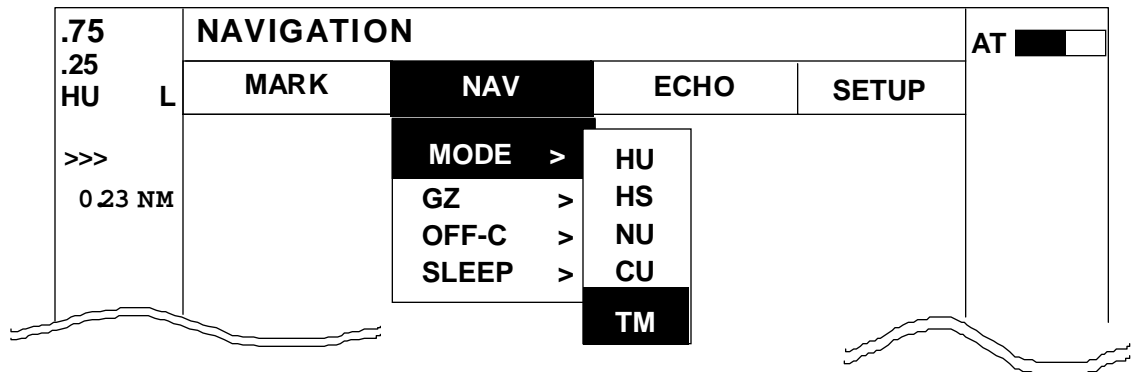 .75
.25
HU L
>>>
0.23 NM
NAVIGATION
MARK NAV ECHO SETUP
MODE >
GZ >
OFF-C >
SLEEP >
HU
HS
NU
CU
TM
AT